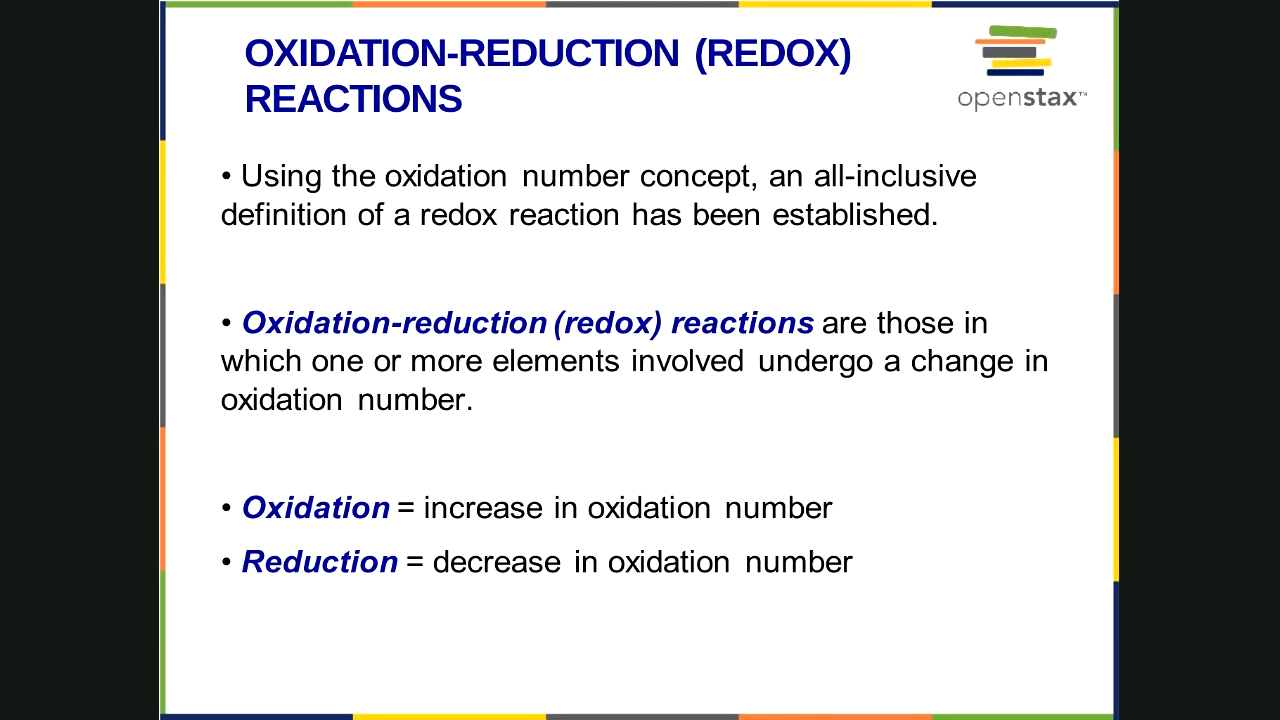 OXIDATION-REDUCTION (REDOX)
REACTIONS
openstax™
• Using the oxidation number concept, an all-inclusive
definition of a redox reaction has been established.
• Oxidation-reduction (redox) reactions are those in
which one or more elements involved undergo a change in
oxidation number.
• Oxidation = increase in oxidation number
• Reduction = decrease in oxidation number